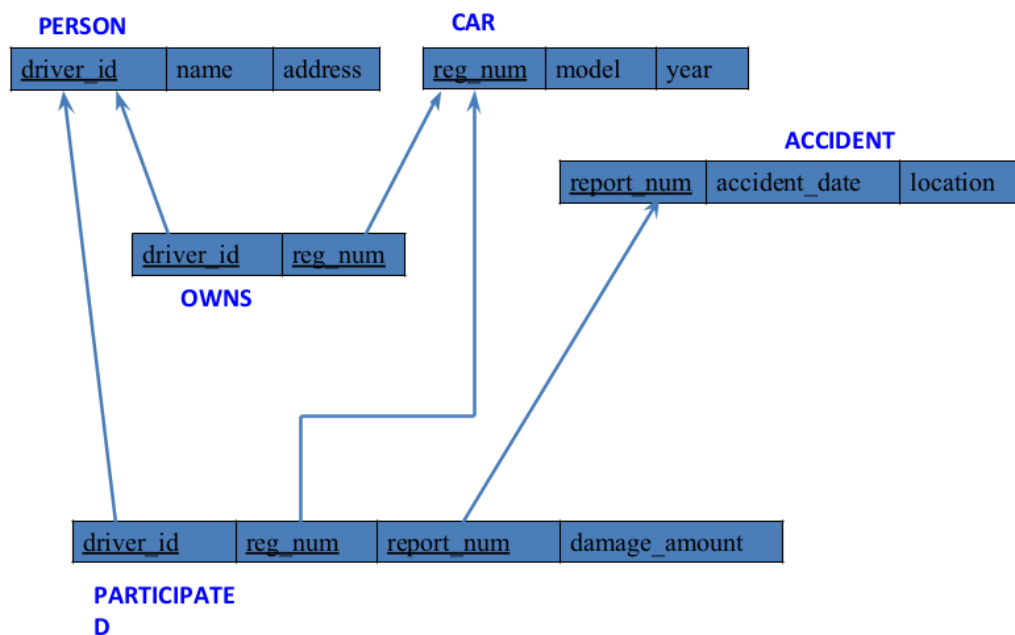 PERSON
CAR
driver_id name address
reg_num model year
ACCIDENT
report_num accident_date location
driver_id reg_num
OWNS
driver_id reg_num report_num damage_amount
PARTICIPATE
D